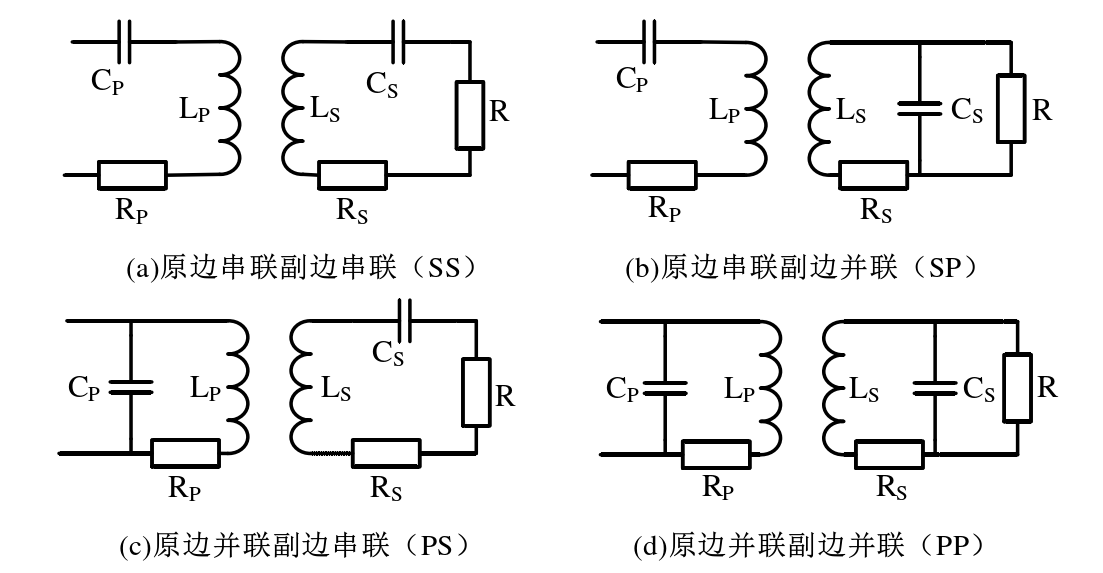 C_P
L_P
L_S
C_S
R
R_P
R_S
(a)原边串联副边串联（SS）
C_P
L_P
L_S
C_S
R
R_P
R_S
(b)原边串联副边并联（SP）
C_P
L_P
L_S
C_S
R
R_P
R_S
(c)原边并联副边串联（PS）
C_P
L_P
L_S
C_S
R
R_P
R_S
(d)原边并联副边并联（PP）